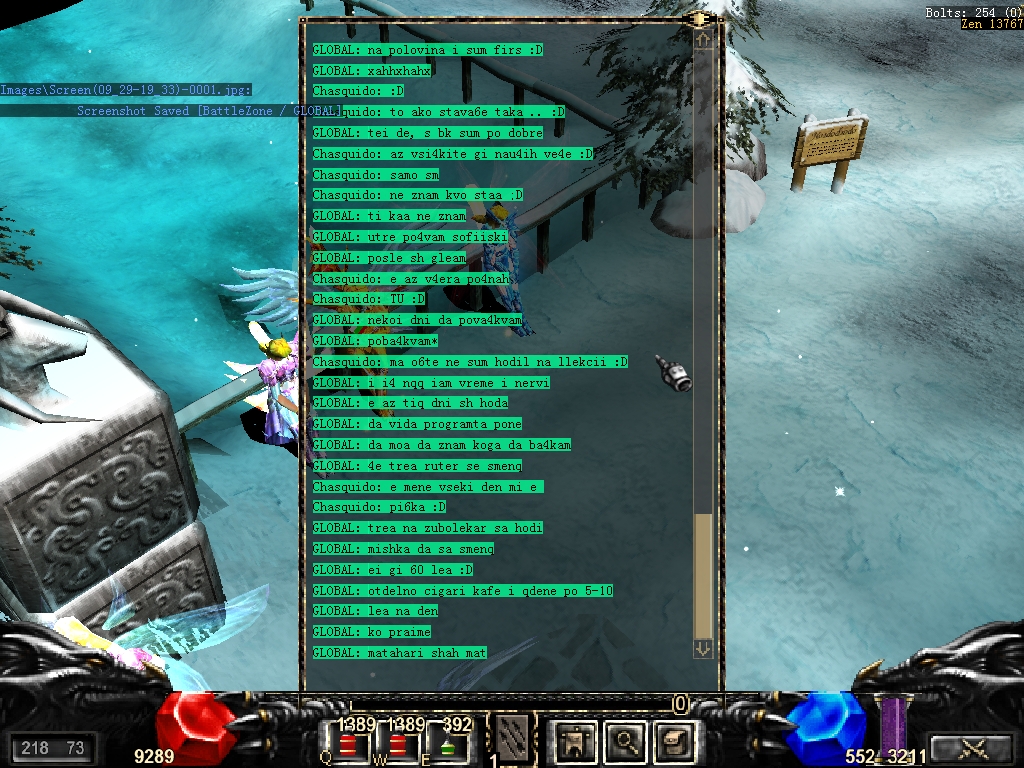 Bolts: 254 (0)
Zen 13767
GLOBAL: na polovina i sum firs :D
GLOBAL: xahhxhahx
Images\Screen(09_29-19_33)-0001.jpg:
Chasquido: :D
Screenshot Saved [BattleZone / GLOBAL]
quido: to ako stava6e taka .. :D
GLOBAL: tei de, s bk sum po dobre
Chasquido: az vsi4kite gi nau4ih ve4e :D
Chasquido: samo sm
Chasquido: ne znam kvo staa :D
GLOBAL: ti kaa ne znam
GLOBAL: utre po4vam sofiiski
GLOBAL: posle sh gleam
Chasquido: e az v4era po4nah
Chasquido: TU :D
GLOBAL: nekoi dni da pova4kvam
GLOBAL: poba4kvam*
Chasquido: ma o6te ne sum hodil na llekcii :D
GLOBAL: i i4 nqq iam vreme i nervi
GLOBAL: e az tiq dni sh hoda
GLOBAL: da vida programta pone
GLOBAL: da moa da znam koga da ba4kam
GLOBAL: 4e trea ruter se smenq
Chasquido: e mene vseki den mi e
Chasquido: pi6ka :D
GLOBAL: trea na zubolekar sa hodi
GLOBAL: mishka da sa smenq
GLOBAL: ei gi 60 lea :D
GLOBAL: otdelno cigari kafe i qdene po 5-10
GLOBAL: lea na den
GLOBAL: ko praime
GLOBAL: matahari shah mat
0
1389 1389 392
Q W E 1
218 73
9289
552 3211